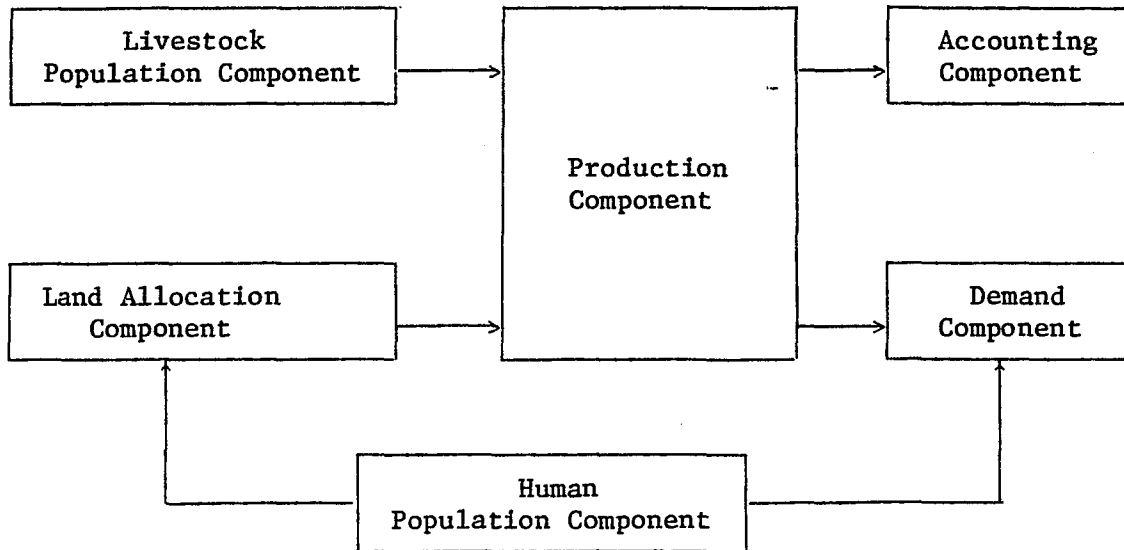 Livestock
Population Component
Accounting
Component
Production
Component
Land Allocation
Component
Demand
Component
Human
Population Component